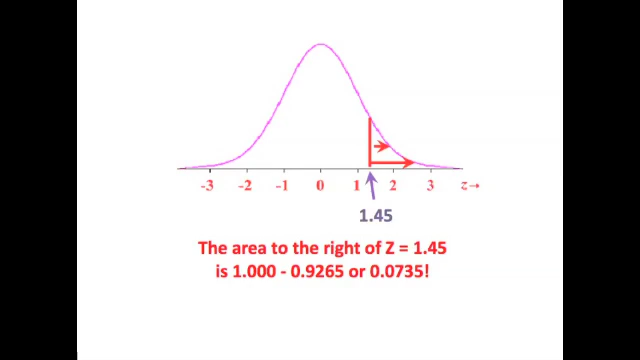 -3 -2 -1 0 1 2 3 z→
1.45
The area to the right of Z = 1.45
is 1.000 - 0.9265 or 0.0735!